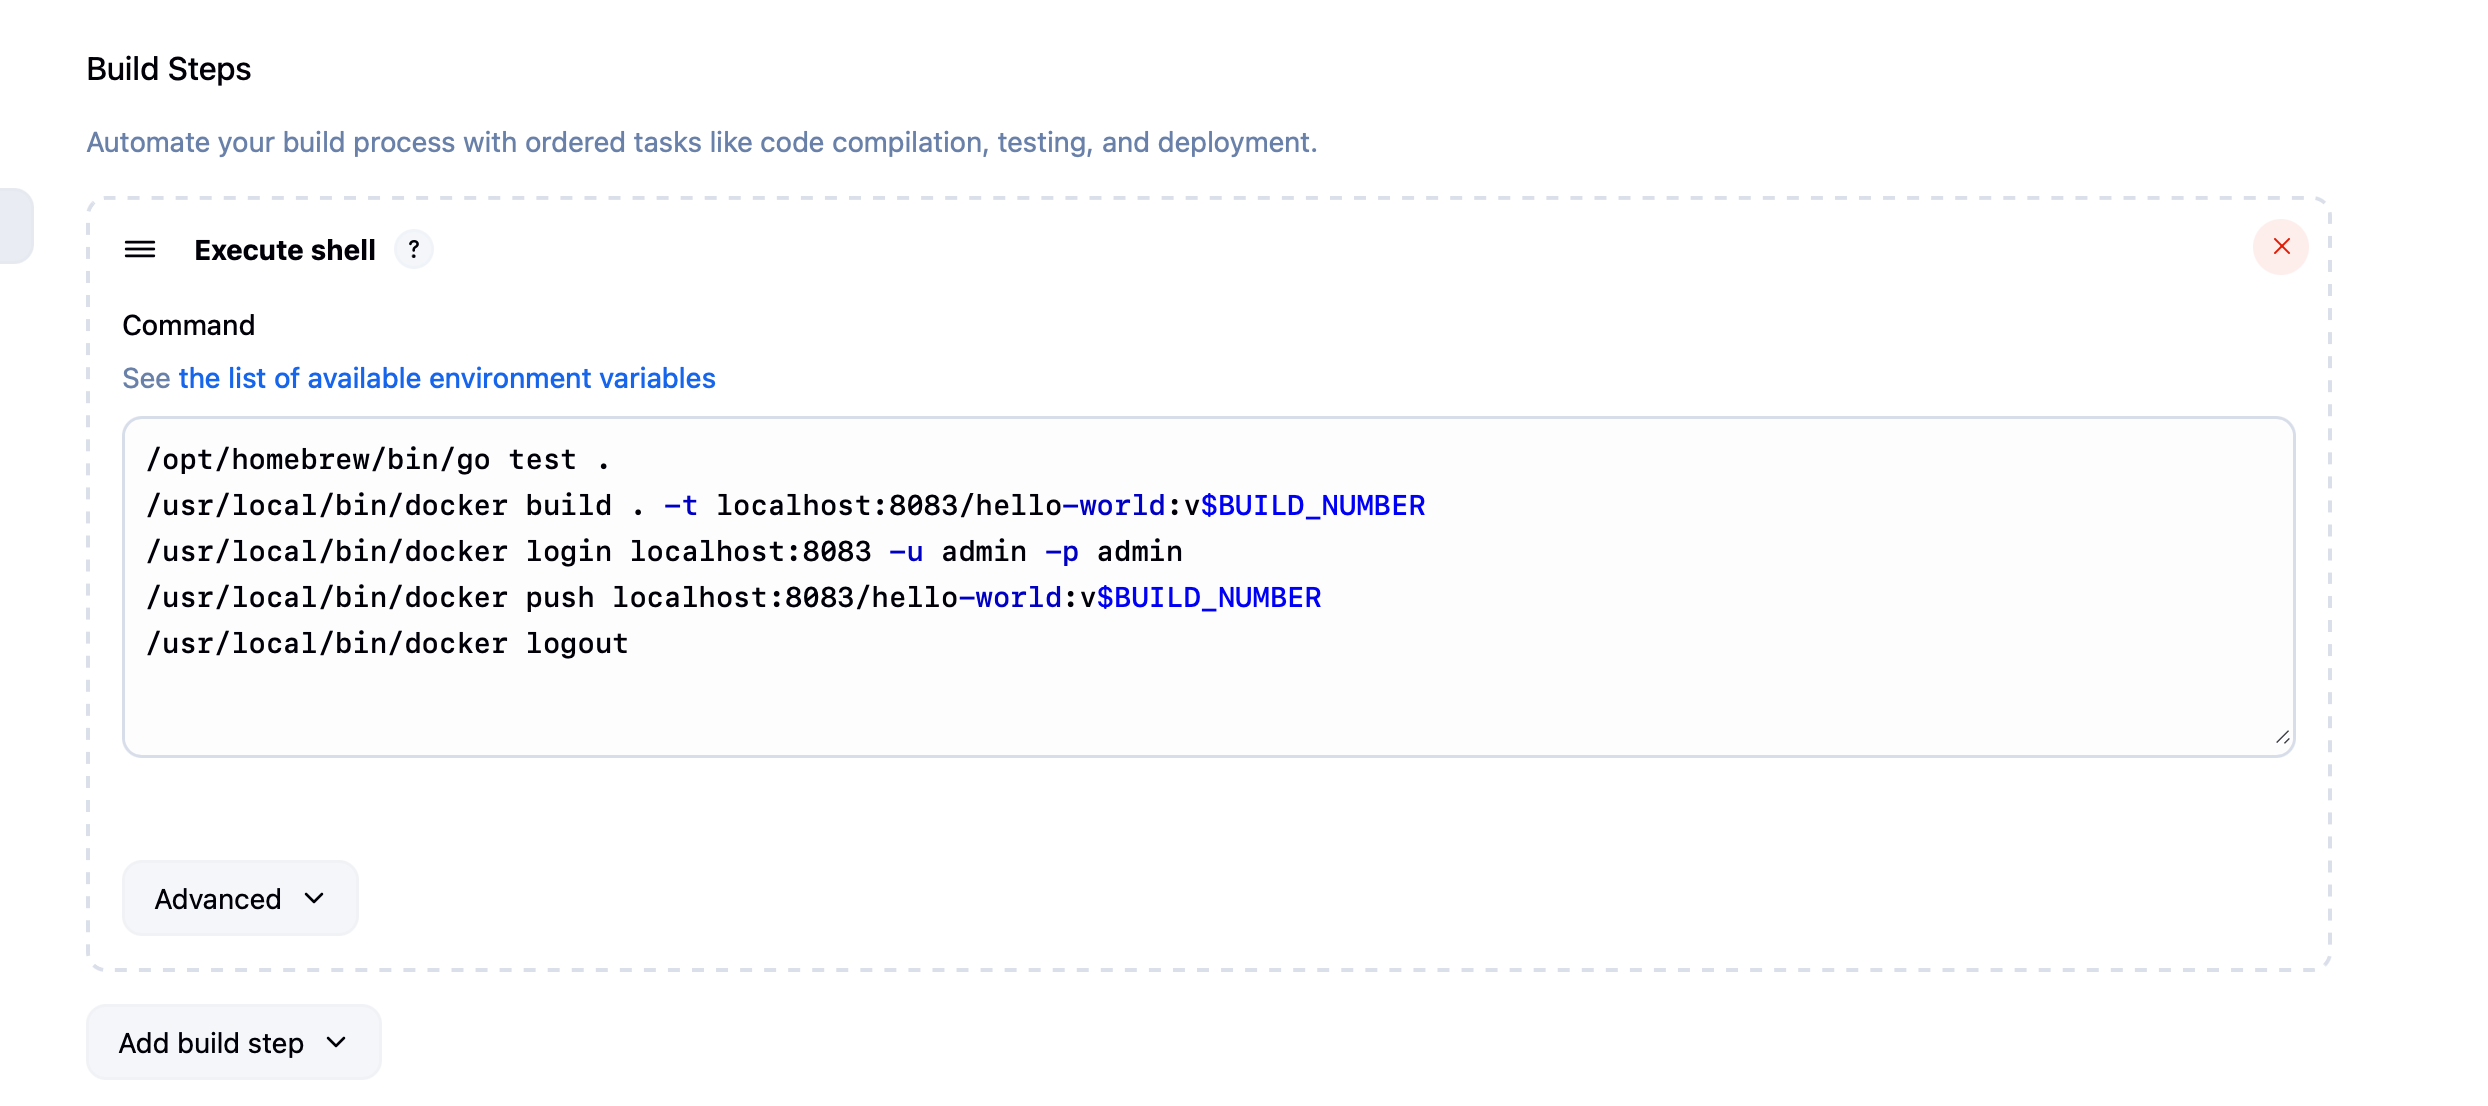 Build Steps
Automate your build process with ordered tasks like code compilation, testing, and deployment.
Execute shell ?
Command
See the list of available environment variables
/opt/homebrew/bin/go test .
/usr/local/bin/docker build . -t localhost:8083/hello-world:v$BUILD_NUMBER
/usr/local/bin/docker login localhost:8083 -u admin -p admin
/usr/local/bin/docker push localhost:8083/hello-world:v$BUILD_NUMBER
/usr/local/bin/docker logout
Advanced
Add build step